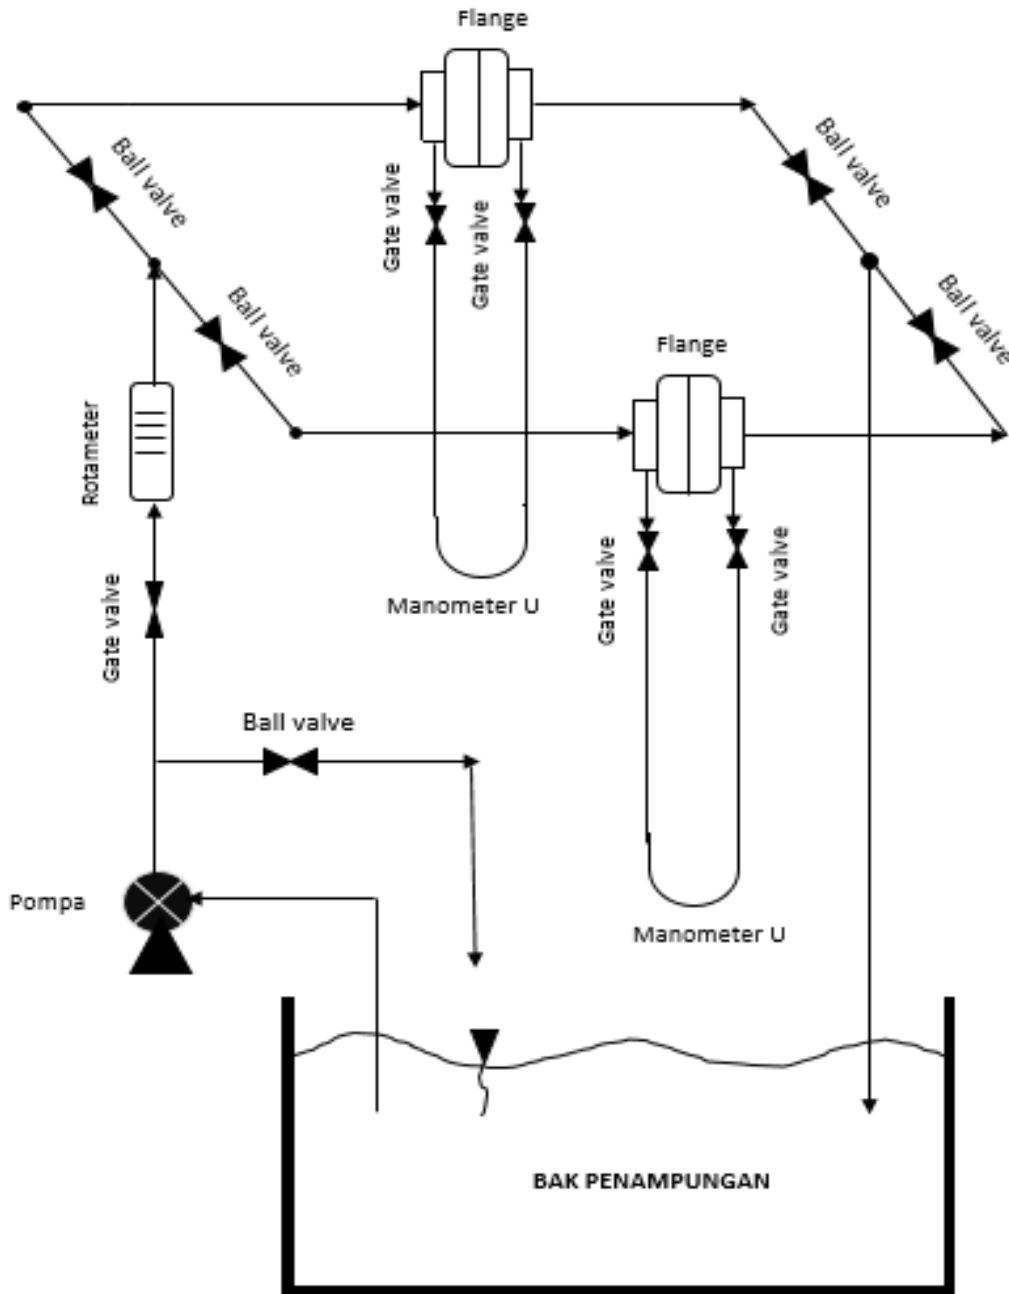 Flange
Ball valve
Ball valve
Gate valve
Gate valve
Ball valve
Ball valve
Flange
Rotameter
Gate valve
Gate valve
Gate valve
Manometer U
Ball valve
Pompa
Manometer U
BAK PENAMPUNGAN